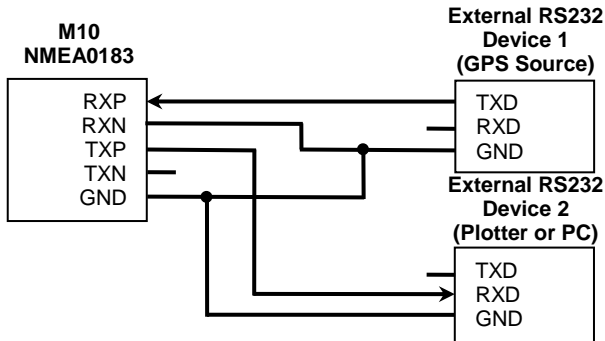 M10
NMEA0183
RXP
RXN
TXP
TXN
GND
External RS232
Device 1
(GPS Source)
TXD
RXD
GND
External RS232
Device 2
(Plotter or PC)
TXD
RXD
GND